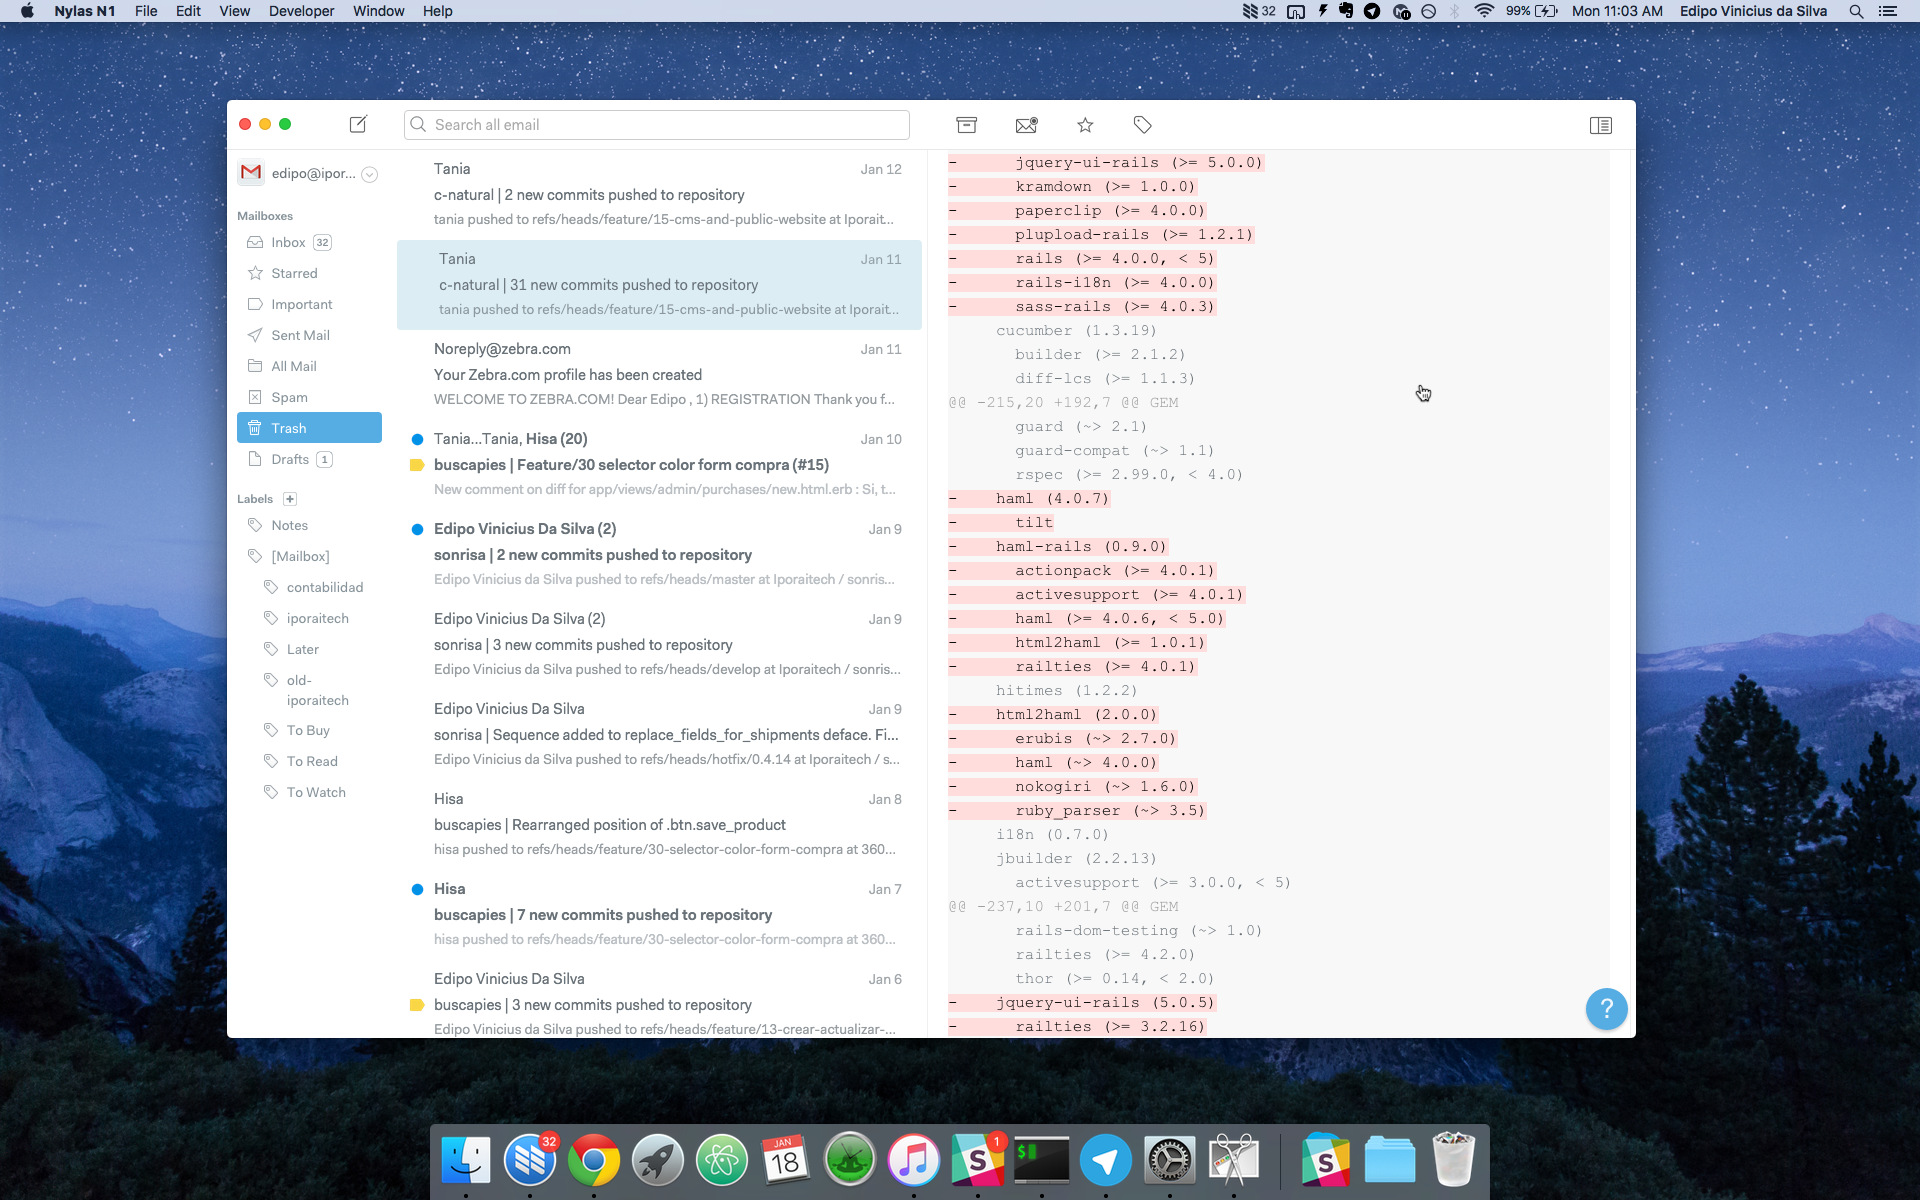 Nylas N1 File Edit View Developer Window Help
32 99% Mon 11:03 AM Edipo Vinicius da Silva
Search all email
edipo@ipor...
Mailboxes
Inbox 32
Starred
Important
Sent Mail
All Mail
Spam
Trash
Drafts 1
Labels +
Notes
[Mailbox]
contabilidad
iporaitech
Later
old-
iporaitech
To Buy
To Read
To Watch
Tania Jan 12
c-natural | 2 new commits pushed to repository
tania pushed to refs/heads/feature/15-cms-and-public-website at Iporait...
Tania Jan 11
c-natural | 31 new commits pushed to repository
tania pushed to refs/heads/feature/15-cms-and-public-website at Iporait...
Noreply@zebra.com Jan 11
Your Zebra.com profile has been created
WELCOME TO ZEBRA.COM! Dear Edipo , 1) REGISTRATION Thank you f...
Tania...Tania, Hisa (20) Jan 10
buscapies | Feature/30 selector color form compra (#15)
New comment on diff for app/views/admin/purchases/new.html.erb : Si, t...
Edipo Vinicius Da Silva (2) Jan 9
sonrisa | 2 new commits pushed to repository
Edipo Vinicius da Silva pushed to refs/heads/master at Iporaitech / sonris...
Edipo Vinicius Da Silva (2) Jan 9
sonrisa | 3 new commits pushed to repository
Edipo Vinicius da Silva pushed to refs/heads/develop at Iporaitech / sonris...
Edipo Vinicius Da Silva Jan 9
sonrisa | Sequence added to replace_fields_for_shipments deface. Fi...
Edipo Vinicius da Silva pushed to refs/heads/hotfix/0.4.14 at Iporaitech / s...
Hisa Jan 8
buscapies | Rearranged position of .btn.save_product
hisa pushed to refs/heads/feature/30-selector-color-form-compra at 360...
Hisa Jan 7
buscapies | 7 new commits pushed to repository
hisa pushed to refs/heads/feature/30-selector-color-form-compra at 360...
Edipo Vinicius Da Silva Jan 6
buscapies | 3 new commits pushed to repository
Edipo Vinicius da Silva pushed to refs/heads/feature/13-crear-actualizar-...
- jquery-ui-rails (>= 5.0.0)
- kramdown (>= 1.0.0)
- paperclip (>= 4.0.0)
- plupload-rails (>= 1.2.1)
- rails (>= 4.0.0, < 5)
- rails-i18n (>= 4.0.0)
- sass-rails (>= 4.0.3)
cucumber (1.3.19)
builder (>= 2.1.2)
diff-lcs (>= 1.1.3)
@@ -215,20 +192,7 @@ GEM
guard (~> 2.1)
guard-compat (~> 1.1)
rspec (>= 2.99.0, < 4.0)
- haml (4.0.7)
- tilt
- haml-rails (0.9.0)
- actionpack (>= 4.0.1)
- activesupport (>= 4.0.1)
- haml (>= 4.0.6, < 5.0)
- html2haml (>= 1.0.1)
- railties (>= 4.0.1)
hitimes (1.2.2)
- html2haml (2.0.0)
- erubis (~> 2.7.0)
- haml (~> 4.0.0)
- nokogiri (~> 1.6.0)
- ruby_parser (~> 3.5)
i18n (0.7.0)
jbuilder (2.2.13)
activesupport (>= 3.0.0, < 5)
@@ -237,10 +201,7 @@ GEM
rails-dom-testing (~> 1.0)
railties (>= 4.2.0)
thor (>= 0.14, < 2.0)
- jquery-ui-rails (5.0.5)
- railties (>= 3.2.16)
?
32 JAN 18 S 1 $ S